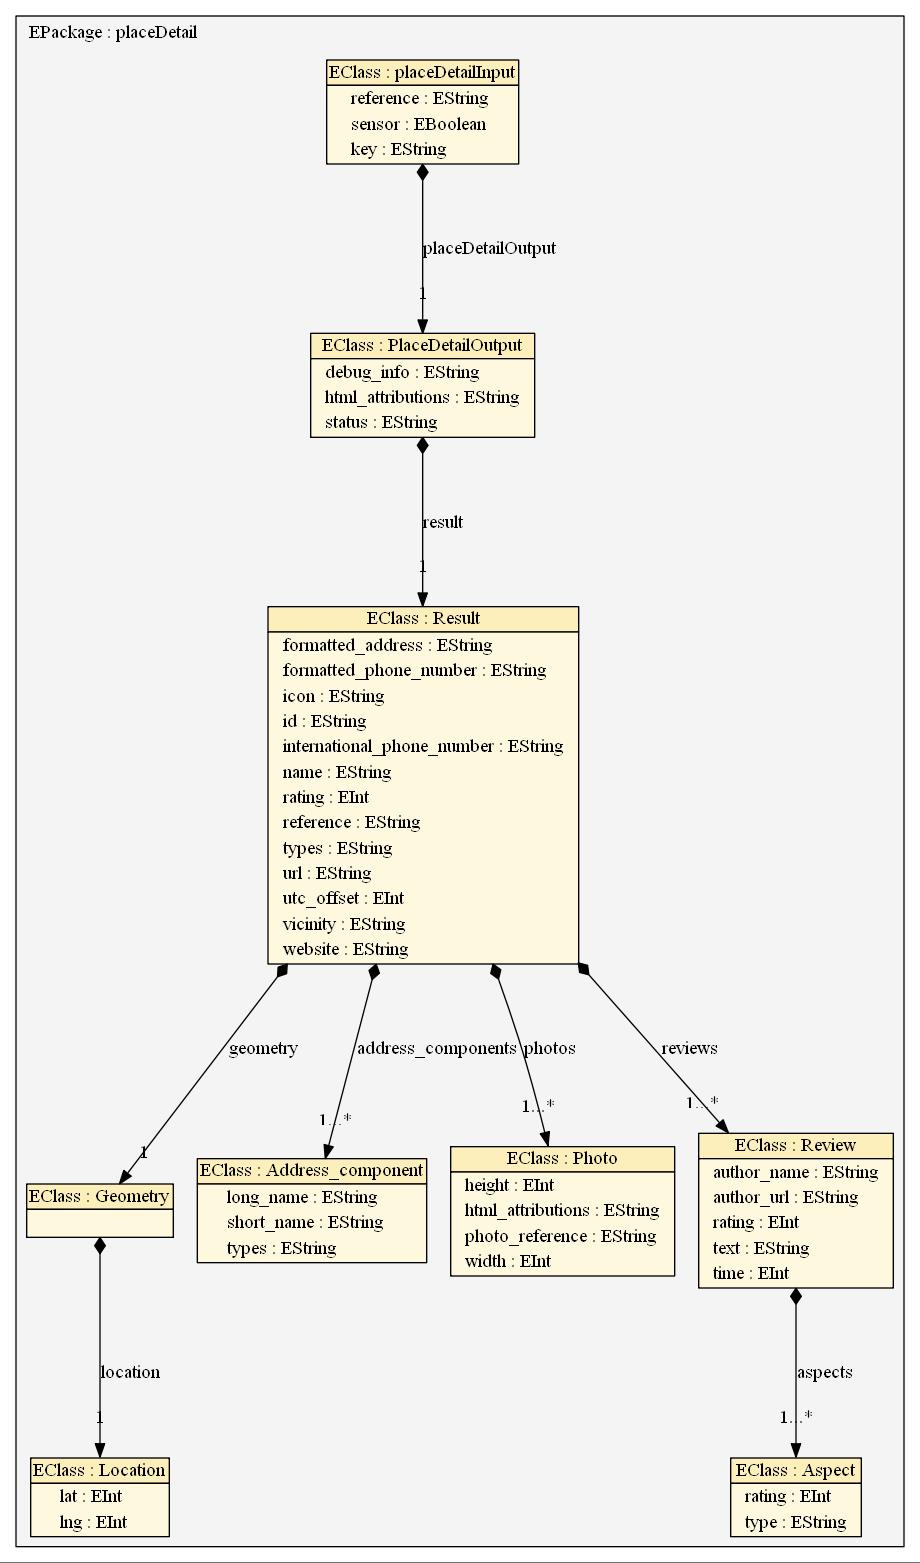 EPackage : placeDetail
EClass : placeDetailInput
reference : EString
sensor : EBoolean
key : EString
placeDetailOutput
1
EClass : PlaceDetailOutput
debug_info : EString
html_attributions : EString
status : EString
result
1
EClass : Result
formatted_address : EString
formatted_phone_number : EString
icon : EString
id : EString
international_phone_number : EString
name : EString
rating : EInt
reference : EString
types : EString
url : EString
utc_offset : EInt
vicinity : EString
website : EString
geometry
address_components
photos
reviews
1
1...*
1...*
1...*
EClass : Geometry
EClass : Address_component
long_name : EString
short_name : EString
types : EString
EClass : Photo
height : EInt
html_attributions : EString
photo_reference : EString
width : EInt
EClass : Review
author_name : EString
author_url : EString
rating : EInt
text : EString
time : EInt
location
1
aspects
1...*
EClass : Location
lat : EInt
lng : EInt
EClass : Aspect
rating : EInt
type : EString